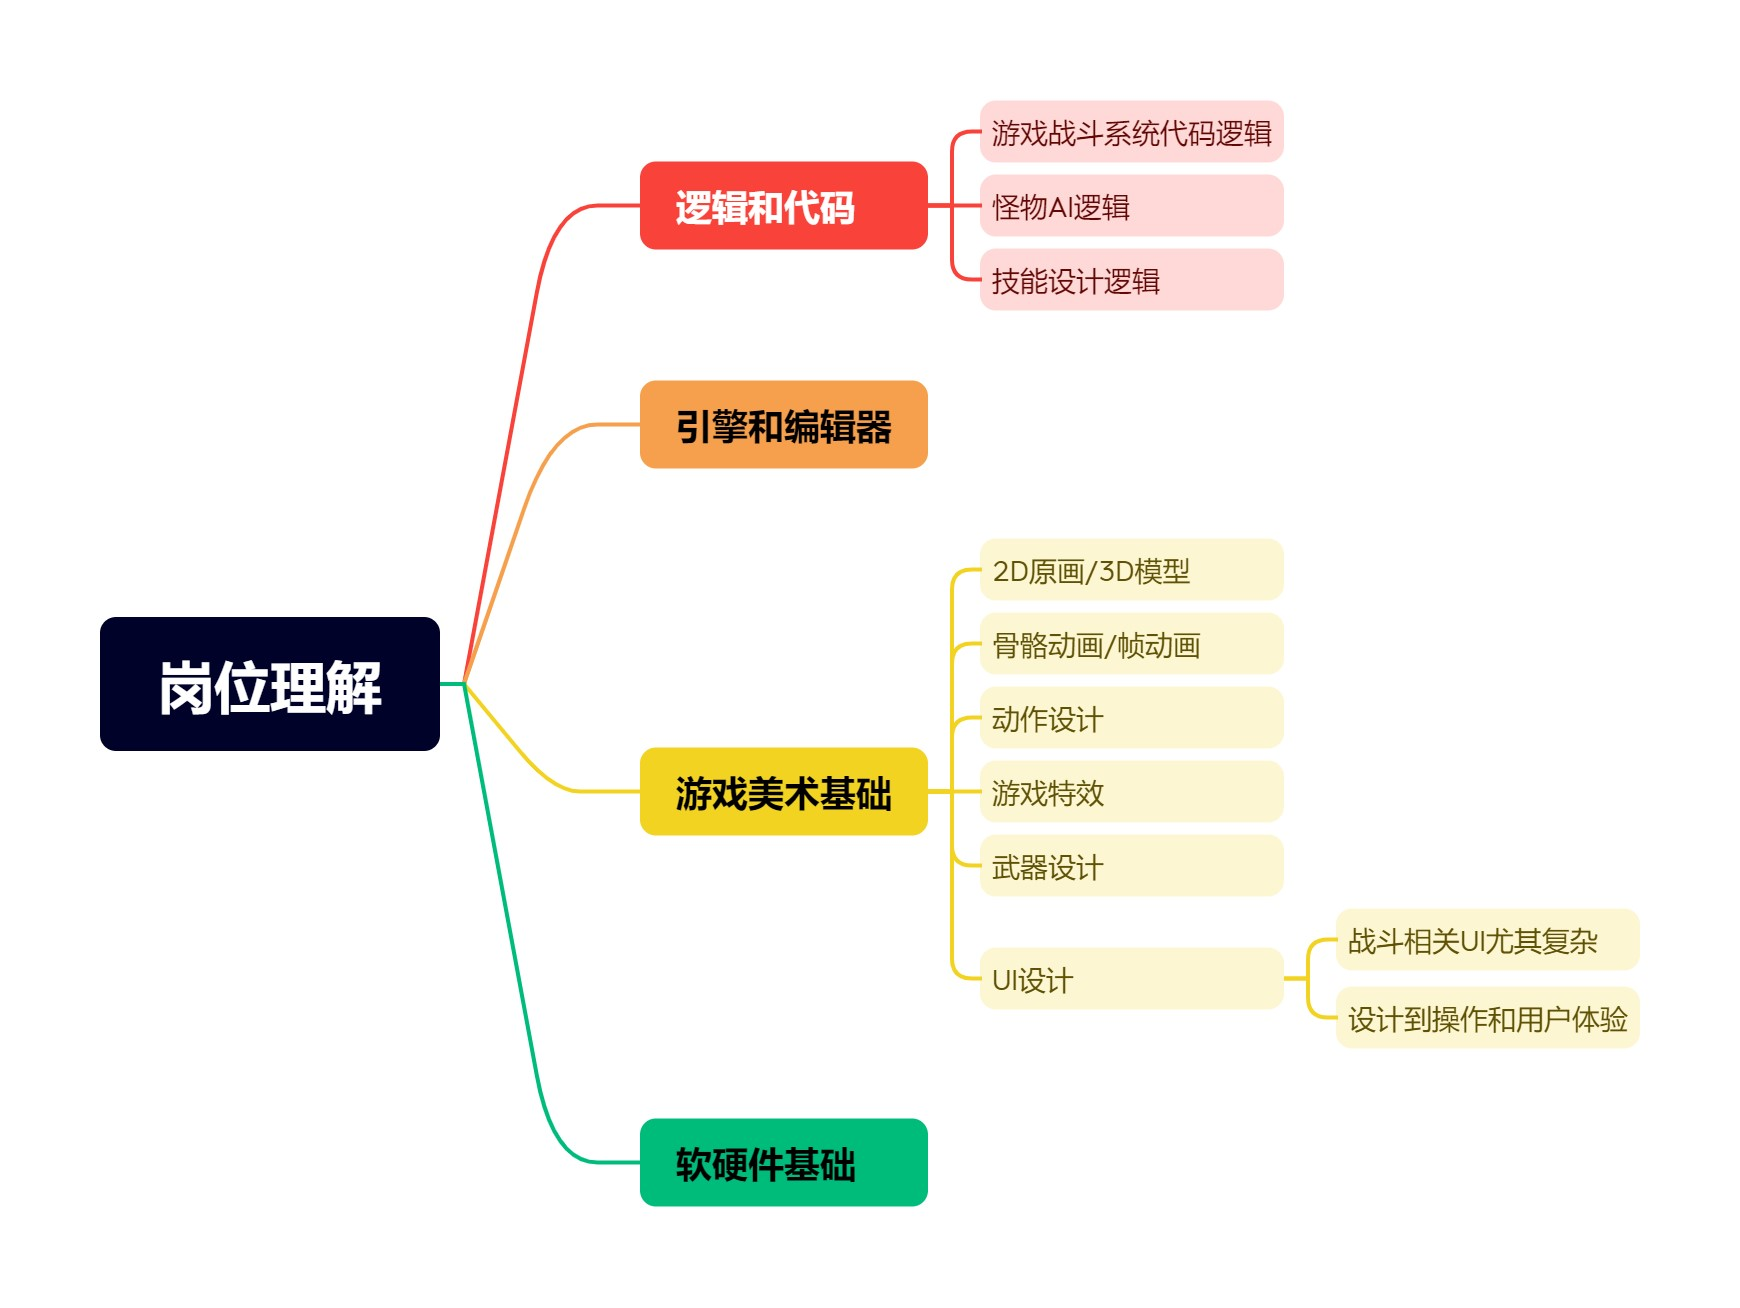 岗位理解
逻辑和代码
游戏战斗系统代码逻辑
怪物AI逻辑
技能设计逻辑
引擎和编辑器
游戏美术基础
2D原画/3D模型
骨骼动画/帧动画
动作设计
游戏特效
武器设计
UI设计
战斗相关UI尤其复杂
设计到操作和用户体验
软硬件基础